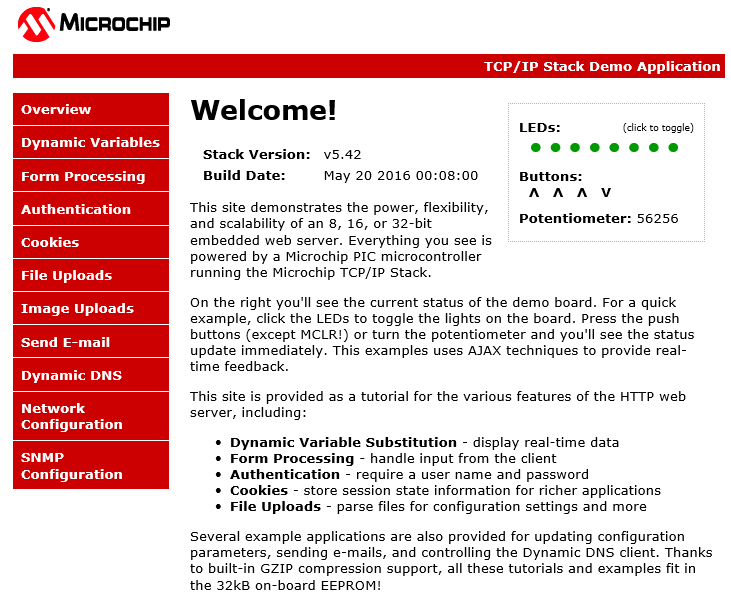 MICROCHIP
TCP/IP Stack Demo Application
Overview
Dynamic Variables
Form Processing
Authentication
Cookies
File Uploads
Image Uploads
Send E-mail
Dynamic DNS
Network
Configuration
SNMP
Configuration
Welcome!
Stack Version: v5.42
Build Date: May 20 2016 00:08:00
LEDs: (click to toggle)
Buttons:
Λ Λ Λ V
Potentiometer: 56256
This site demonstrates the power, flexibility,
and scalability of an 8, 16, or 32-bit
embedded web server. Everything you see is
powered by a Microchip PIC microcontroller
running the Microchip TCP/IP Stack.
On the right you'll see the current status of the demo board. For a quick
example, click the LEDs to toggle the lights on the board. Press the push
buttons (except MCLR!) or turn the potentiometer and you'll see the status
update immediately. This examples uses AJAX techniques to provide real-
time feedback.
This site is provided as a tutorial for the various features of the HTTP web
server, including:
• Dynamic Variable Substitution - display real-time data
• Form Processing - handle input from the client
• Authentication - require a user name and password
• Cookies - store session state information for richer applications
• File Uploads - parse files for configuration settings and more
Several example applications are also provided for updating configuration
parameters, sending e-mails, and controlling the Dynamic DNS client. Thanks
to built-in GZIP compression support, all these tutorials and examples fit in
the 32kB on-board EEPROM!